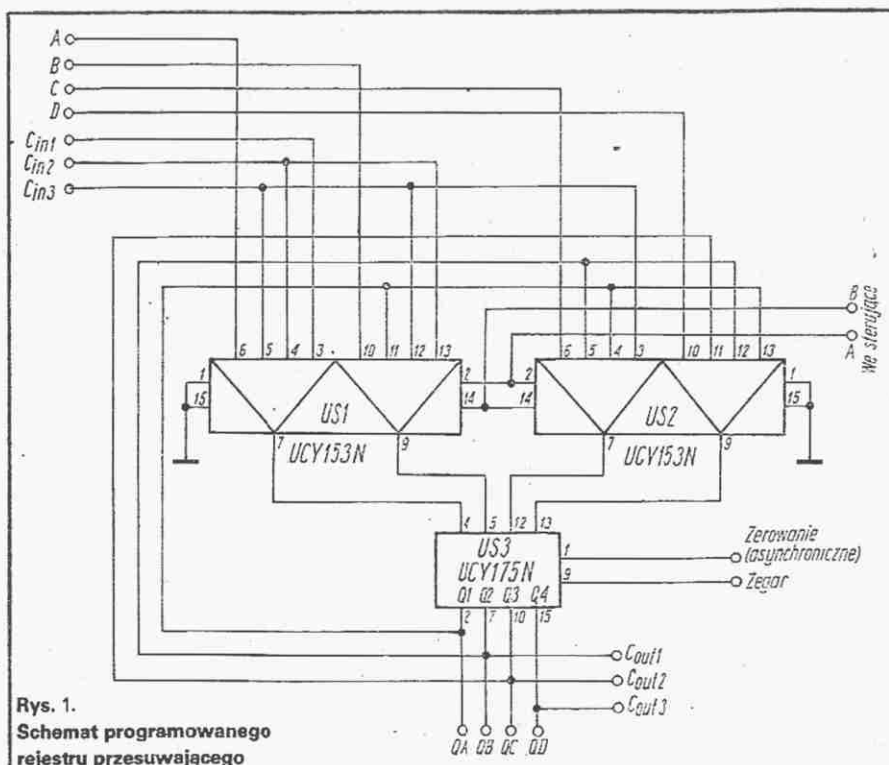 A
B
C
D
Cin1
Cin2
Cin3
B
A
We sterujące
6 5 4 3 10 11 12 13
6 5 4 3 10 11 12 13
1
15
US1
2
14
2
14
US2
1
15
7 9
7 9
UCY153N
UCY153N
4 5 12 13
US3
UCY175N
Q1 Q2 Q3 Q4
1
9
Zerowanie
(asynchroniczne)
Zegar
2 7 10 15
Cout1
Cout2
Cout3
QA QB QC QD
Rys. 1.
Schemat programowanego
rejestru przesuwającego